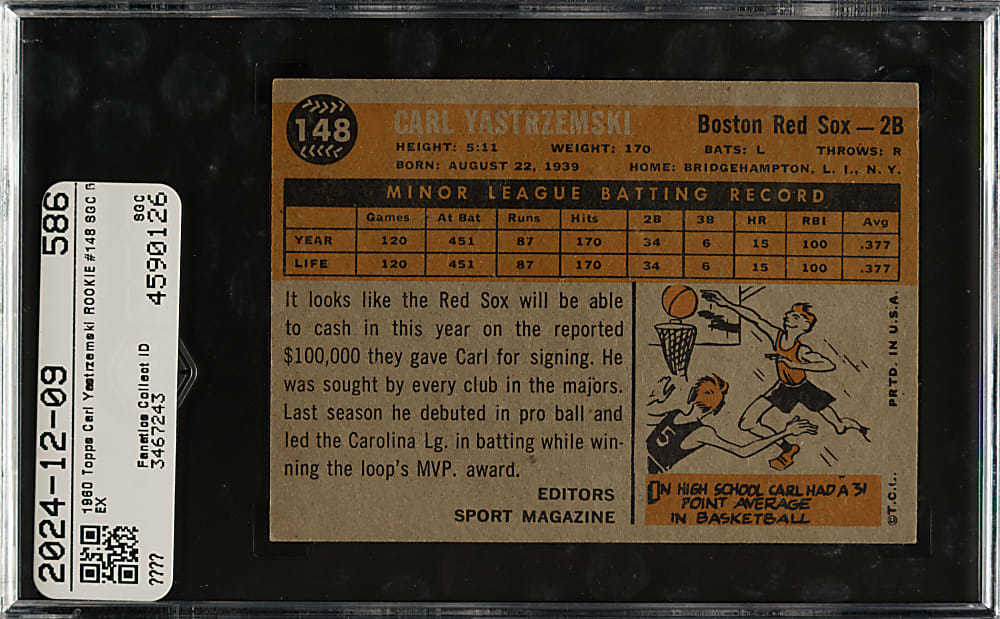 148
CARL YASTRZEMSKI
Boston Red Sox — 2B
HEIGHT: 5:11 WEIGHT: 170 BATS: L THROWS: R
BORN: AUGUST 22, 1939 HOME: BRIDGEHAMPTON, L. I., N. Y.
MINOR LEAGUE BATTING RECORD
Games At Bat Runs Hits 2B 3B HR RBI Avg
YEAR 120 451 87 170 34 6 15 100 .377
LIFE 120 451 87 170 34 6 15 100 .377
It looks like the Red Sox will be able
to cash in this year on the reported
$100,000 they gave Carl for signing. He
was sought by every club in the majors.
Last season he debuted in pro ball and
led the Carolina Lg. in batting while win-
ning the loop's MVP. award.
EDITORS
SPORT MAGAZINE
5
IN HIGH SCHOOL CARL HAD A 31
POINT AVERAGE
IN BASKETBALL
PRTD. IN U.S.A.
©T.C.I..
2024-12-09 586
1960 Topps Carl Yastrzemski ROOKIE #148 SGC
EX
Fanatics Collect ID SGC
34467243 4590126
????